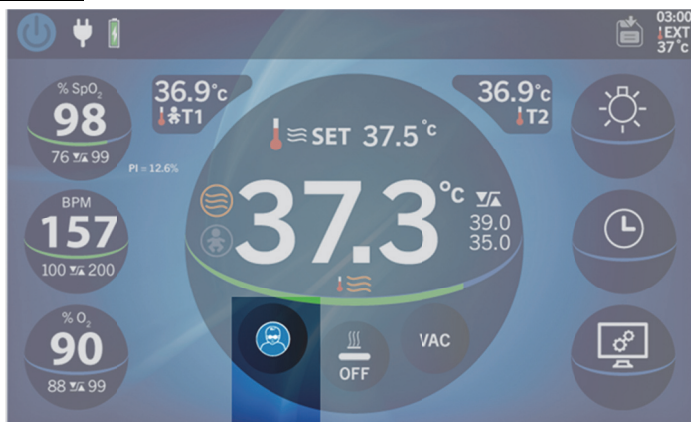 03:00
EXT
37°c
% SpO₂
98
76 99
PI = 12.6%
36.9°c
T1
36.9°c
T2
SET 37.5°c
37.3°c
39.0
35.0
BPM
157
100 200
% O₂
90
88 99
OFF
VAC